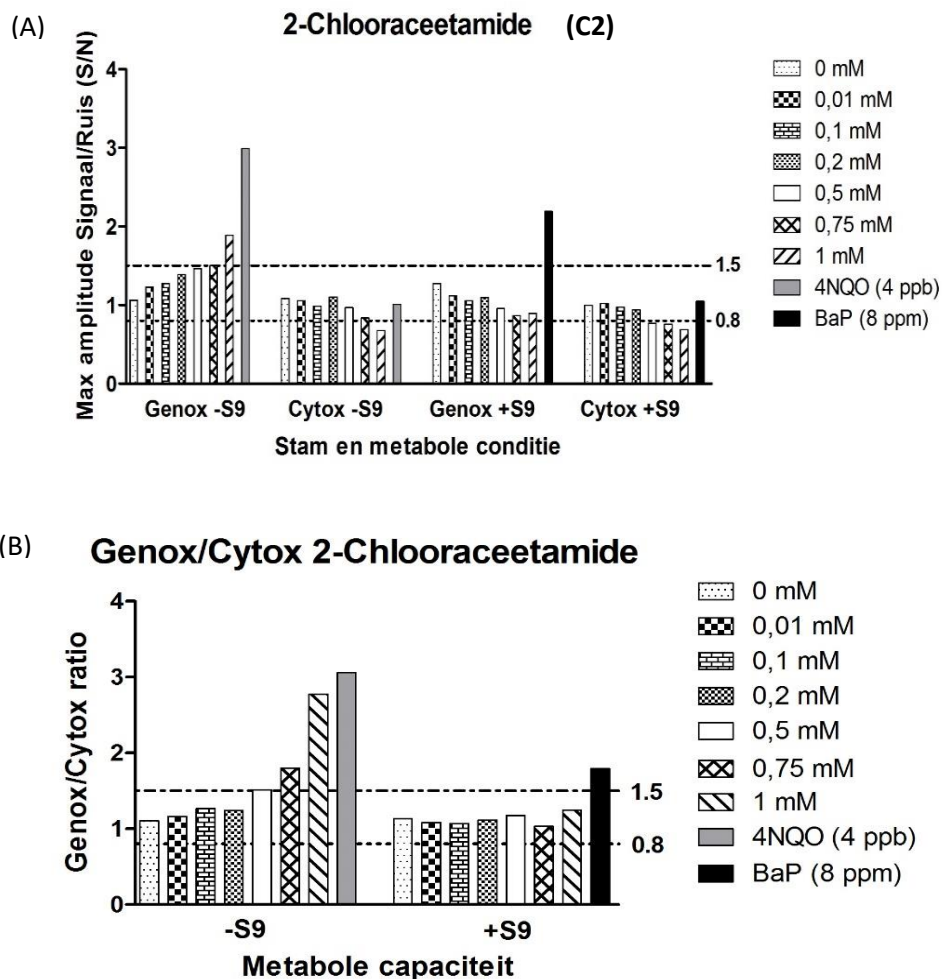 (A)
2-Chlooraceetamide (C2)
Max amplitude Signaal/Ruis (S/N)
4
3
2
1
0
1.5
0.8
Genox -S9 Cytox -S9 Genox +S9 Cytox +S9
Stam en metabole conditie
0 mM
0,01 mM
0,1 mM
0,2 mM
0,5 mM
0,75 mM
1 mM
4NQO (4 ppb)
BaP (8 ppm)
(B)
Genox/Cytox 2-Chlooraceetamide
Genox/Cytox ratio
4
3
2
1
0
1.5
0.8
-S9 +S9
Metabole capaciteit
0 mM
0,01 mM
0,1 mM
0,2 mM
0,5 mM
0,75 mM
1 mM
4NQO (4 ppb)
BaP (8 ppm)